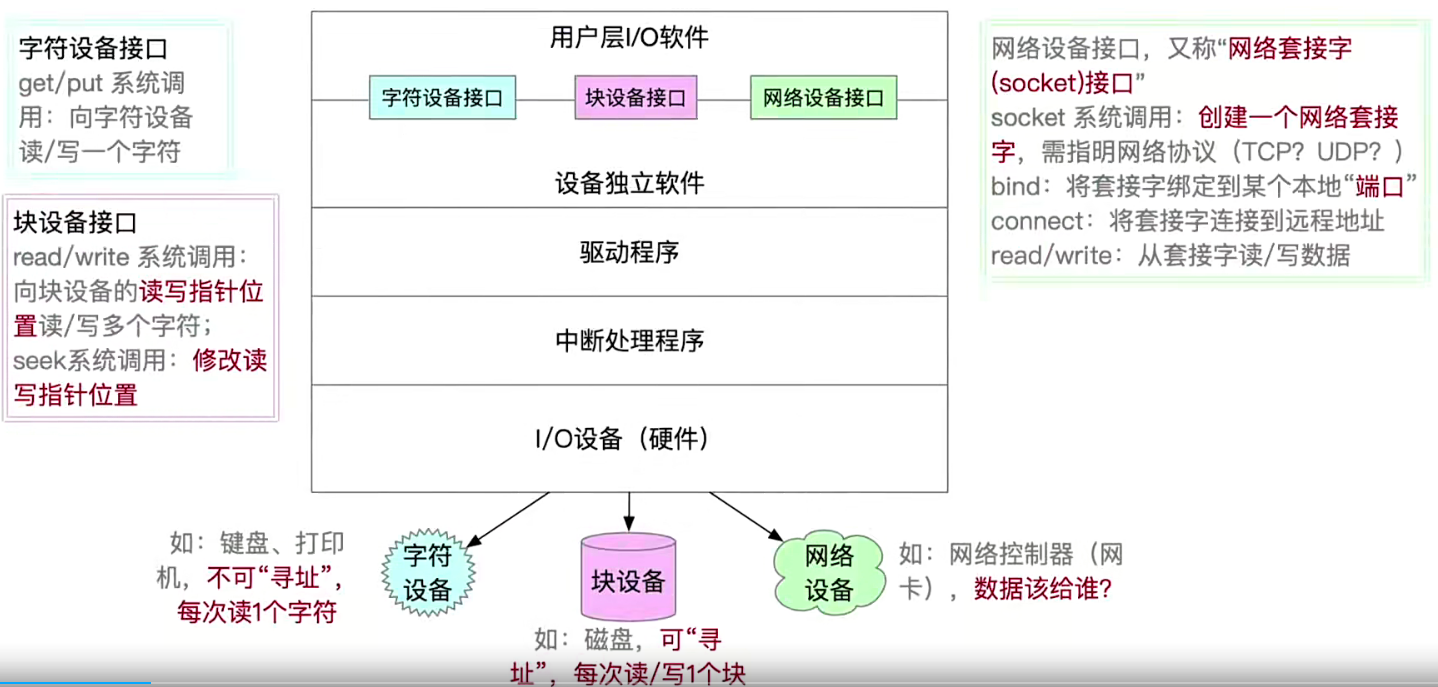 字符设备接口
get/put 系统调
用：向字符设备
读/写一个字符
块设备接口
read/write 系统调用：
向块设备的读写指针位
置读/写多个字符；
seek系统调用：修改读
写指针位置
用户层I/O软件
字符设备接口
块设备接口
网络设备接口
设备独立软件
驱动程序
中断处理程序
I/O设备（硬件）
网络设备接口，又称“网络套接字
(socket)接口”
socket 系统调用：创建一个网络套接
字，需指明网络协议（TCP？UDP？）
bind：将套接字绑定到某个本地“端口”
connect：将套接字连接到远程地址
read/write：从套接字读/写数据
如：键盘、打印
机，不可“寻址”，
每次读1个字符
字符
设备
块设备
如：磁盘，可“寻
址”，每次读/写1个块
网络
设备
如：网络控制器（网
卡），数据该给谁？